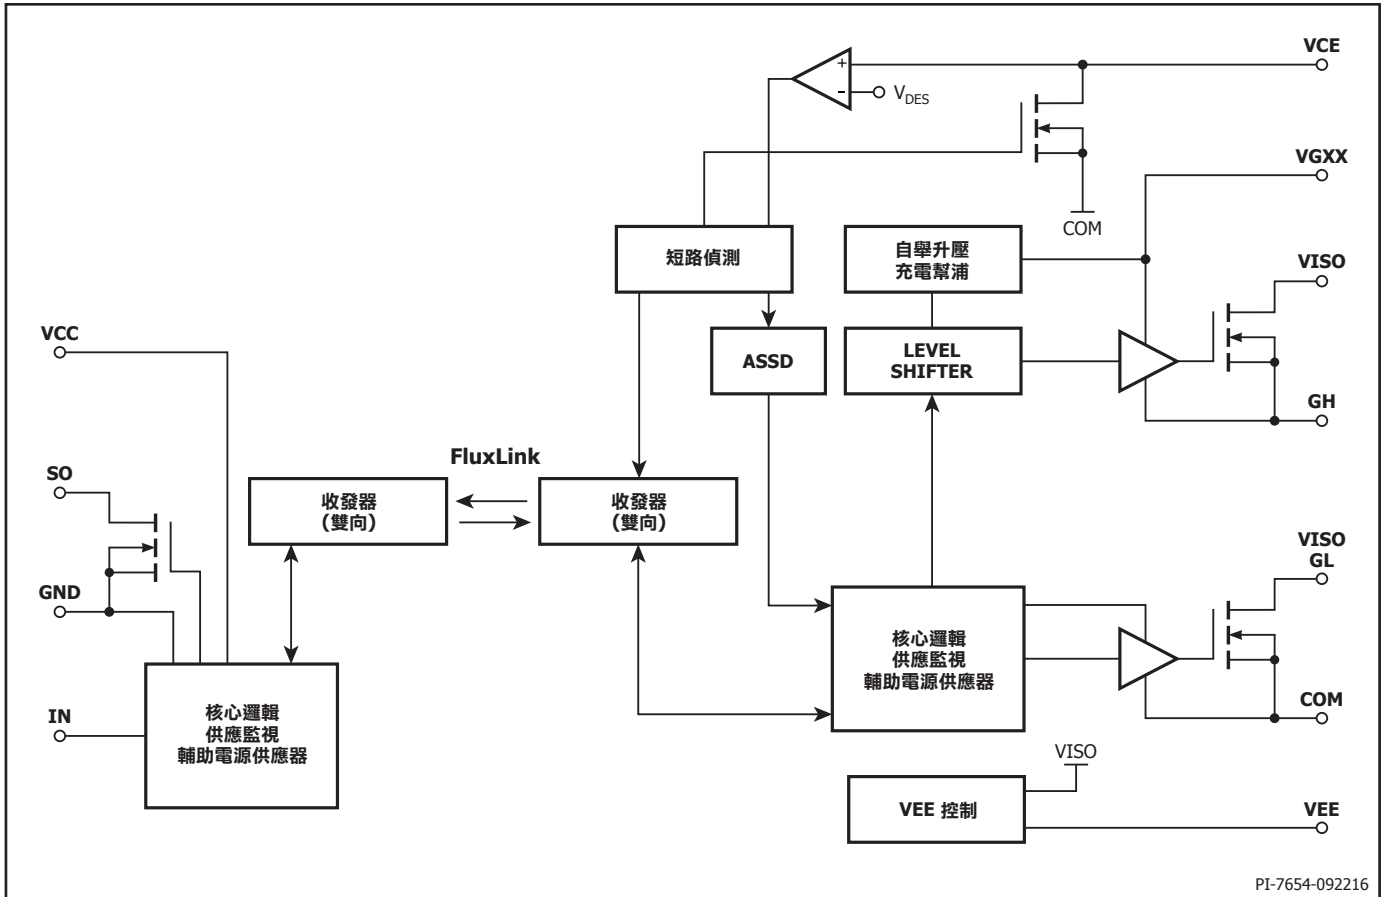 VCE
+
-
V_DES
VGXX
COM
短路偵測
自舉升壓
充電幫浦
VISO
VCC
ASSD
LEVEL
SHIFTER
GH
FluxLink
SO
收發器
(雙向)
收發器
(雙向)
VISO
GL
GND
核心邏輯
供應監視
輔助電源供應器
COM
IN
核心邏輯
供應監視
輔助電源供應器
VISO
VEE 控制
VEE
PI-7654-092216